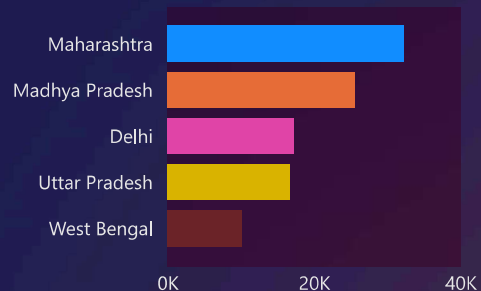 Maharashtra
Madhya Pradesh
Delhi
Uttar Pradesh
West Bengal
0K 20K 40K